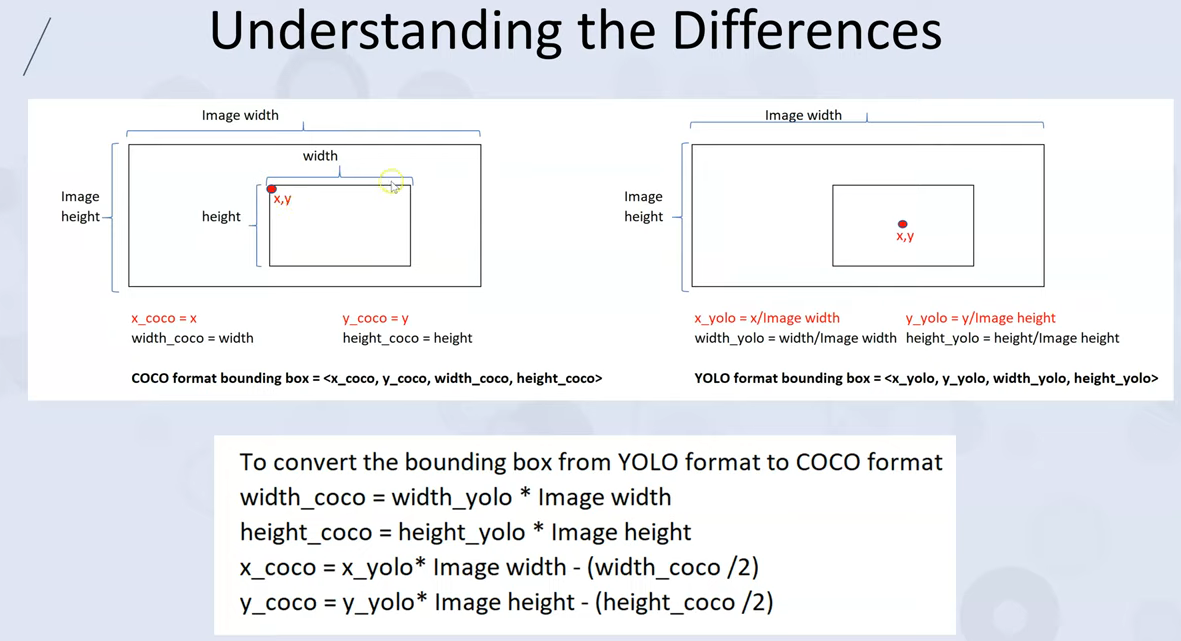 Understanding the Differences
Image width
width
Image
height
height
x,y
x_coco = x
y_coco = y
width_coco = width
height_coco = height
COCO format bounding box = <x_coco, y_coco, width_coco, height_coco>
Image width
Image
height
x,y
x_yolo = x/Image width
y_yolo = y/Image height
width_yolo = width/Image width
height_yolo = height/Image height
YOLO format bounding box = <x_yolo, y_yolo, width_yolo, height_yolo>
To convert the bounding box from YOLO format to COCO format
width_coco = width_yolo * Image width
height_coco = height_yolo * Image height
x_coco = x_yolo* Image width - (width_coco /2)
y_coco = y_yolo* Image height - (height_coco /2)